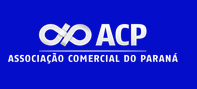 ACP
ASSOCIAÇÃO COMERCIAL DO PARANÁ